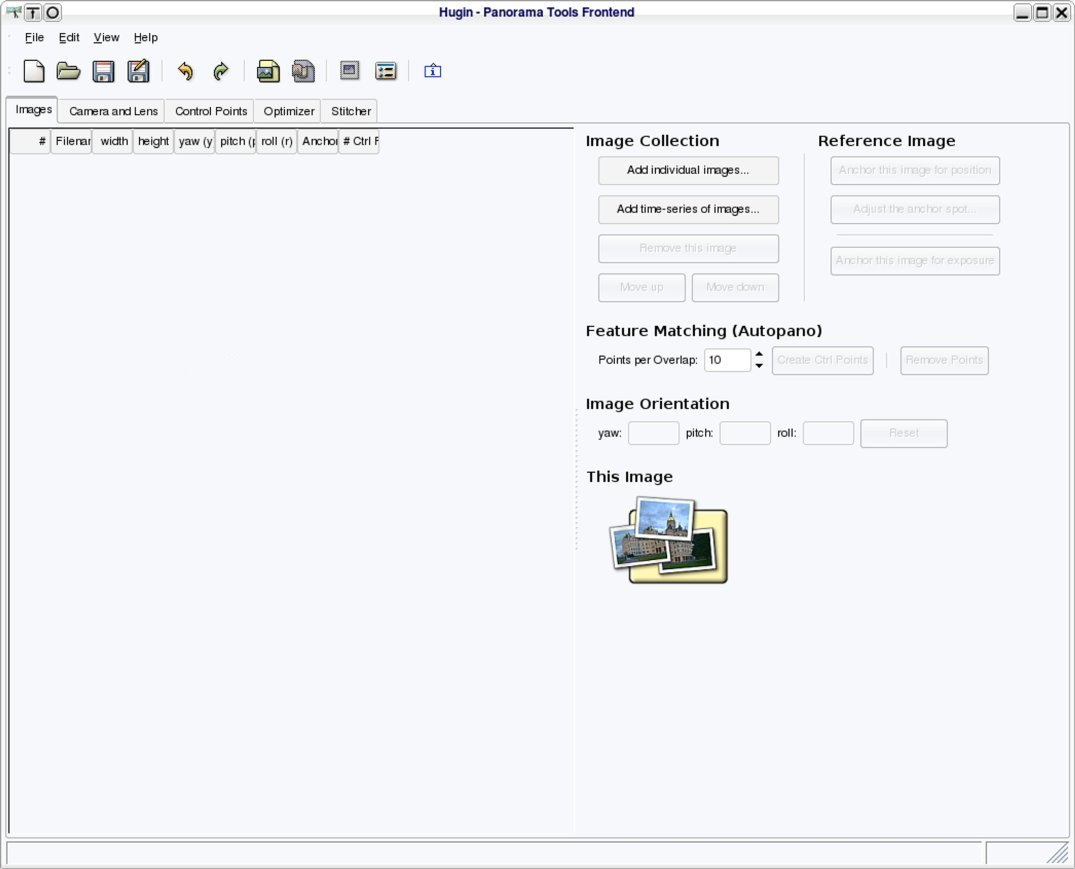 Hugin - Panorama Tools Frontend
File Edit View Help
Images Camera and Lens Control Points Optimizer Stitcher
# Filenar width height yaw (y pitch (p roll (r) Anchor # Ctrl P
Image Collection
Add individual images...
Add time-series of images...
Remove this image
Move up Move down
Reference Image
Anchor this image for position
Adjust the anchor spot...
Anchor this image for exposure
Feature Matching (Autopano)
Points per Overlap: 10 Create Ctrl Points Remove Points
Image Orientation
yaw: pitch: roll: Reset
This Image